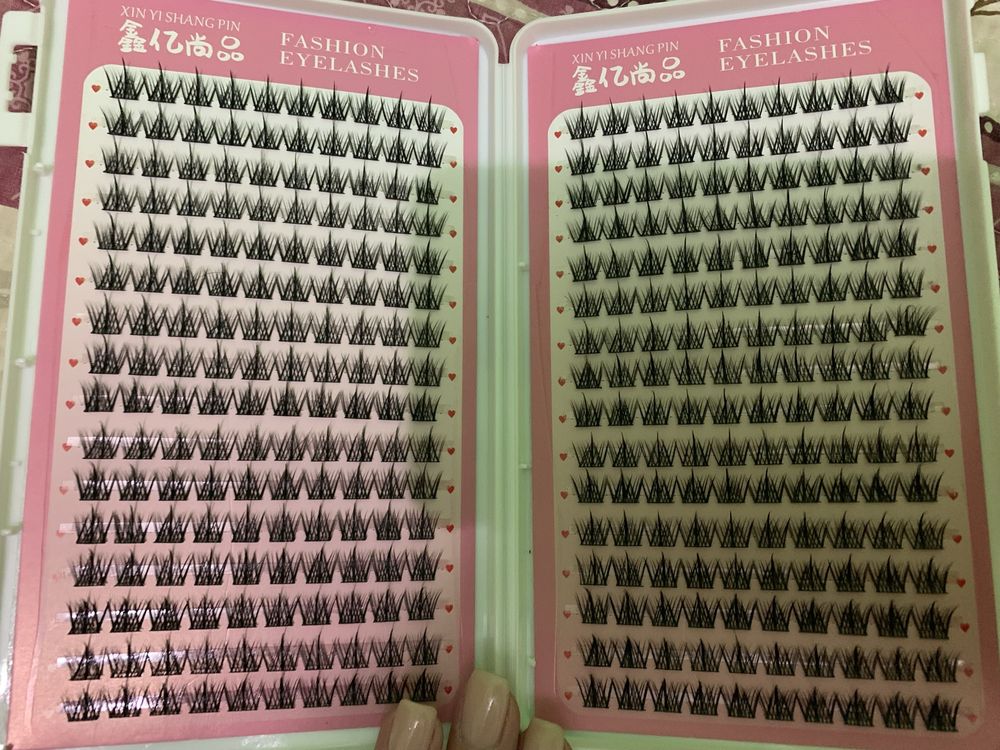 XIN YI SHANG PIN
鑫亿尚品
FASHION
EYELASHES
XIN YI SHANG PIN
鑫亿尚品
FASHION
EYELASHES